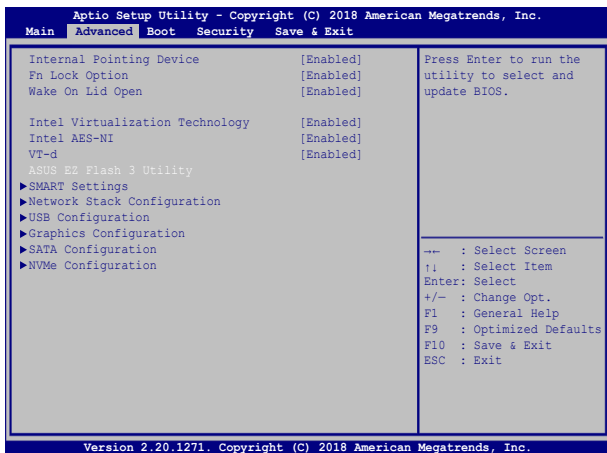 Aptio Setup Utility - Copyright (C) 2018 American Megatrends, Inc.
Main Advanced Boot Security Save & Exit
Internal Pointing Device [Enabled]
Fn Lock Option [Enabled]
Wake On Lid Open [Enabled]
Intel Virtualization Technology [Enabled]
Intel AES-NI [Enabled]
VT-d [Enabled]
ASUS EZ Flash 3 Utility
▶SMART Settings
▶Network Stack Configuration
▶USB Configuration
▶Graphics Configuration
▶SATA Configuration
▶NVMe Configuration
Press Enter to run the
utility to select and
update BIOS.
→← : Select Screen
↑↓ : Select Item
Enter: Select
+/— : Change Opt.
F1 : General Help
F9 : Optimized Defaults
F10 : Save & Exit
ESC : Exit
Version 2.20.1271. Copyright (C) 2018 American Megatrends, Inc.